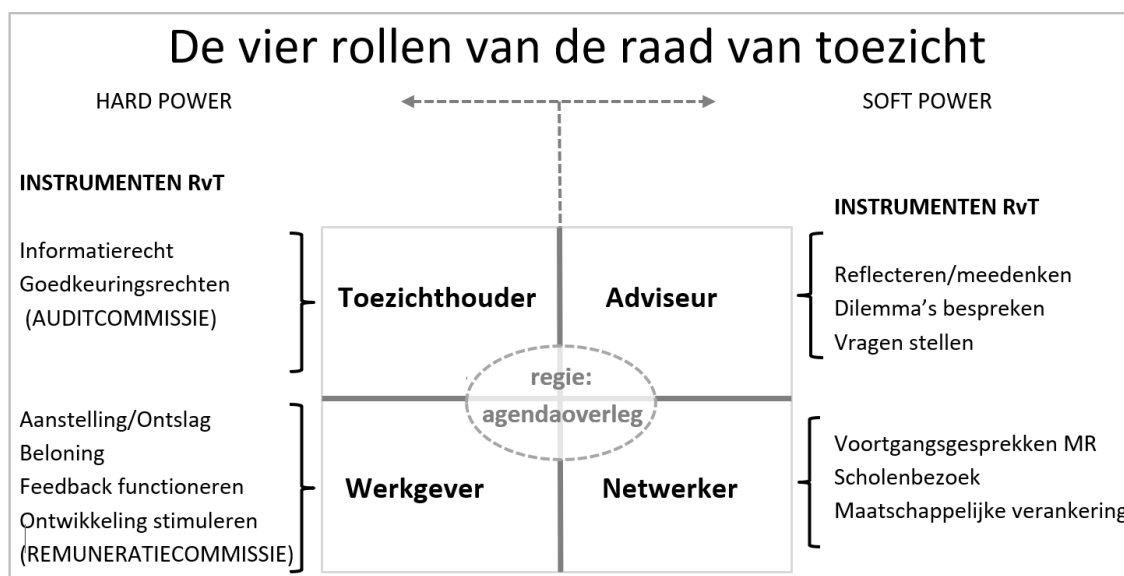 De vier rollen van de raad van toezicht
HARD POWER
SOFT POWER
INSTRUMENTEN RvT
Informatierecht
Goedkeuringsrechten
(AUDITCOMMISSIE)
Aanstelling/Ontslag
Beloning
Feedback functioneren
Ontwikkeling stimuleren
(REMUNERATIECOMMISSIE)
Toezichthouder
Adviseur
regie:
agendaoverleg
Werkgever
Netwerker
INSTRUMENTEN RvT
Reflecteren/meedenken
Dilemma's bespreken
Vragen stellen
Voortgangsgesprekken MR
Scholenbezoek
Maatschappelijke verankering